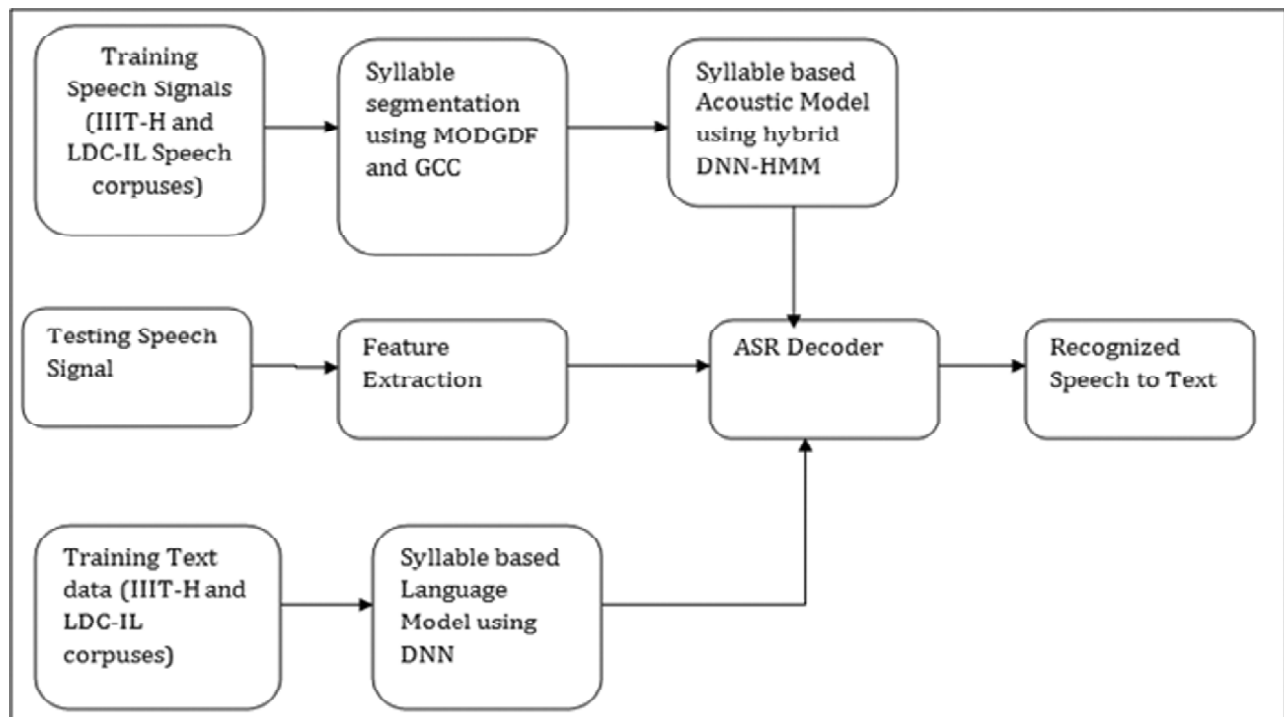 Training
Speech Signals
(IIIT-H and
LDC-IL Speech
corpuses)
Syllable
segmentation
using MODGDF
and GCC
Syllable based
Acoustic Model
using hybrid
DNN-HMM
Testing Speech
Signal
Feature
Extraction
ASR Decoder
Recognized
Speech to Text
Training Text
data (IIIT-H and
LDC-IL
corpuses)
Syllable based
Language
Model using
DNN